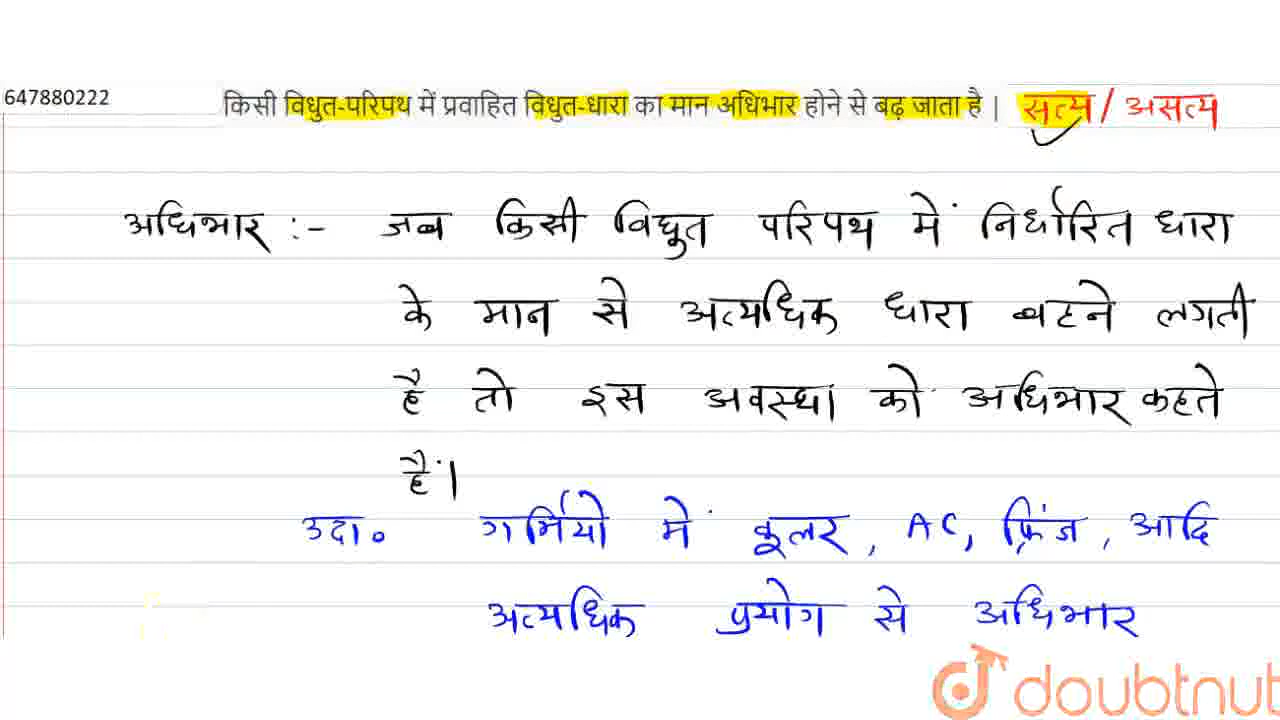 647880222
किसी विधुत-परिपथ में प्रवाहित विधुत-धारा का मान अधिभार होने से बढ़ जाता है | सत्य / असत्य
अधिभार :- जब किसी विधुत परिपथ में निर्धारित धारा
के मान से अत्यधिक धारा बहने लगती
है तो इस अवस्था को अधिभार कहते
हैं।
उदा० गर्मियो में कूलर, AC, फ्रिंज, आदि
अत्यधिक प्रयोग से अधिभार
doubtnut